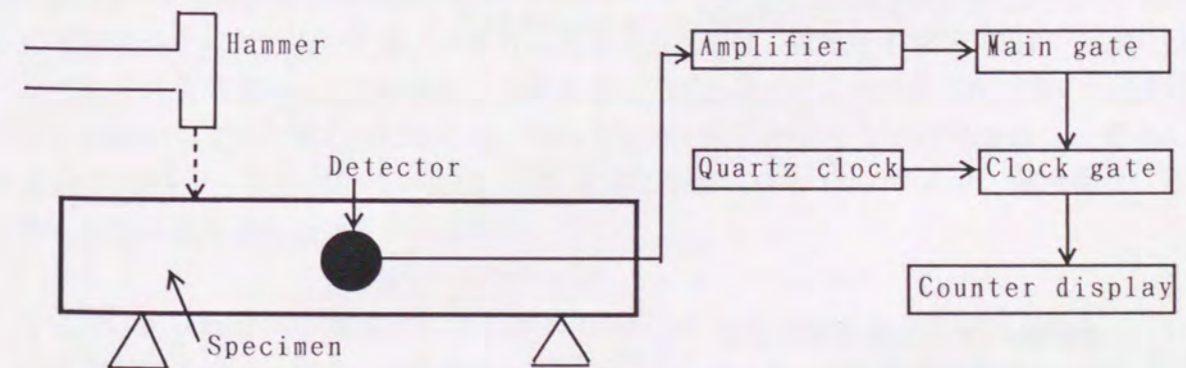 Hammer
Amplifier
Main gate
Detector
Quartz clock
Clock gate
Counter display
Specimen